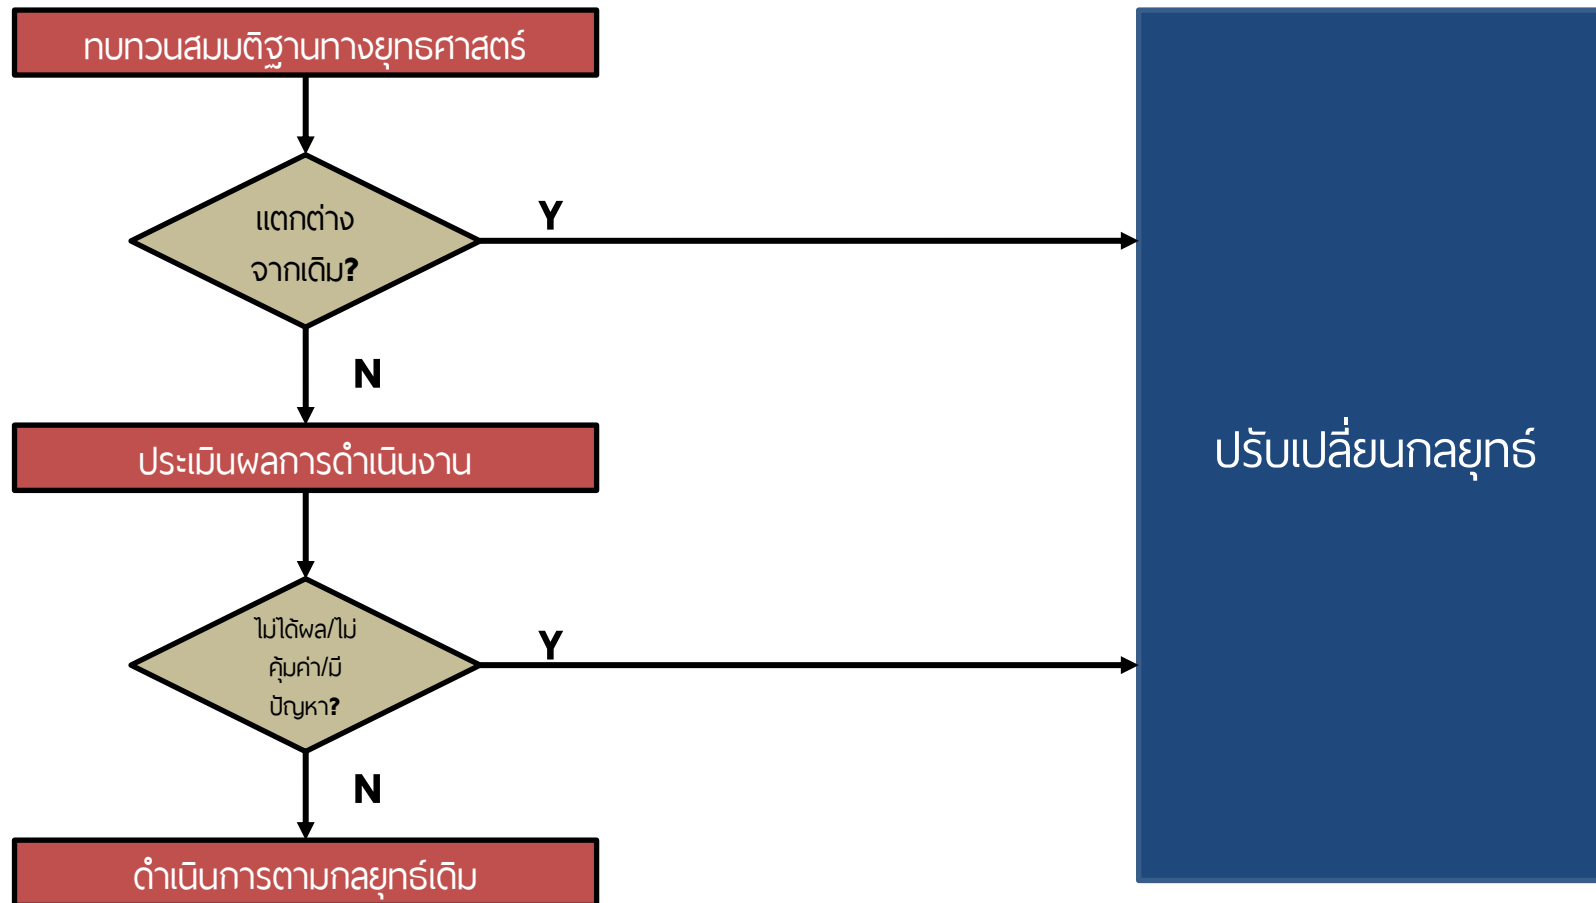 ทบทวนสมมติฐานทางยุทธศาสตร์
แตกต่าง
จากเดิม?
Y
N
ประเมินผลการดำเนินงาน
ปรับเปลี่ยนกลยุทธ์
ไม่ได้ผล/ไม่
คุ้มค่า/มี
ปัญหา?
Y
N
ดำเนินการตามกลยุทธ์เดิม